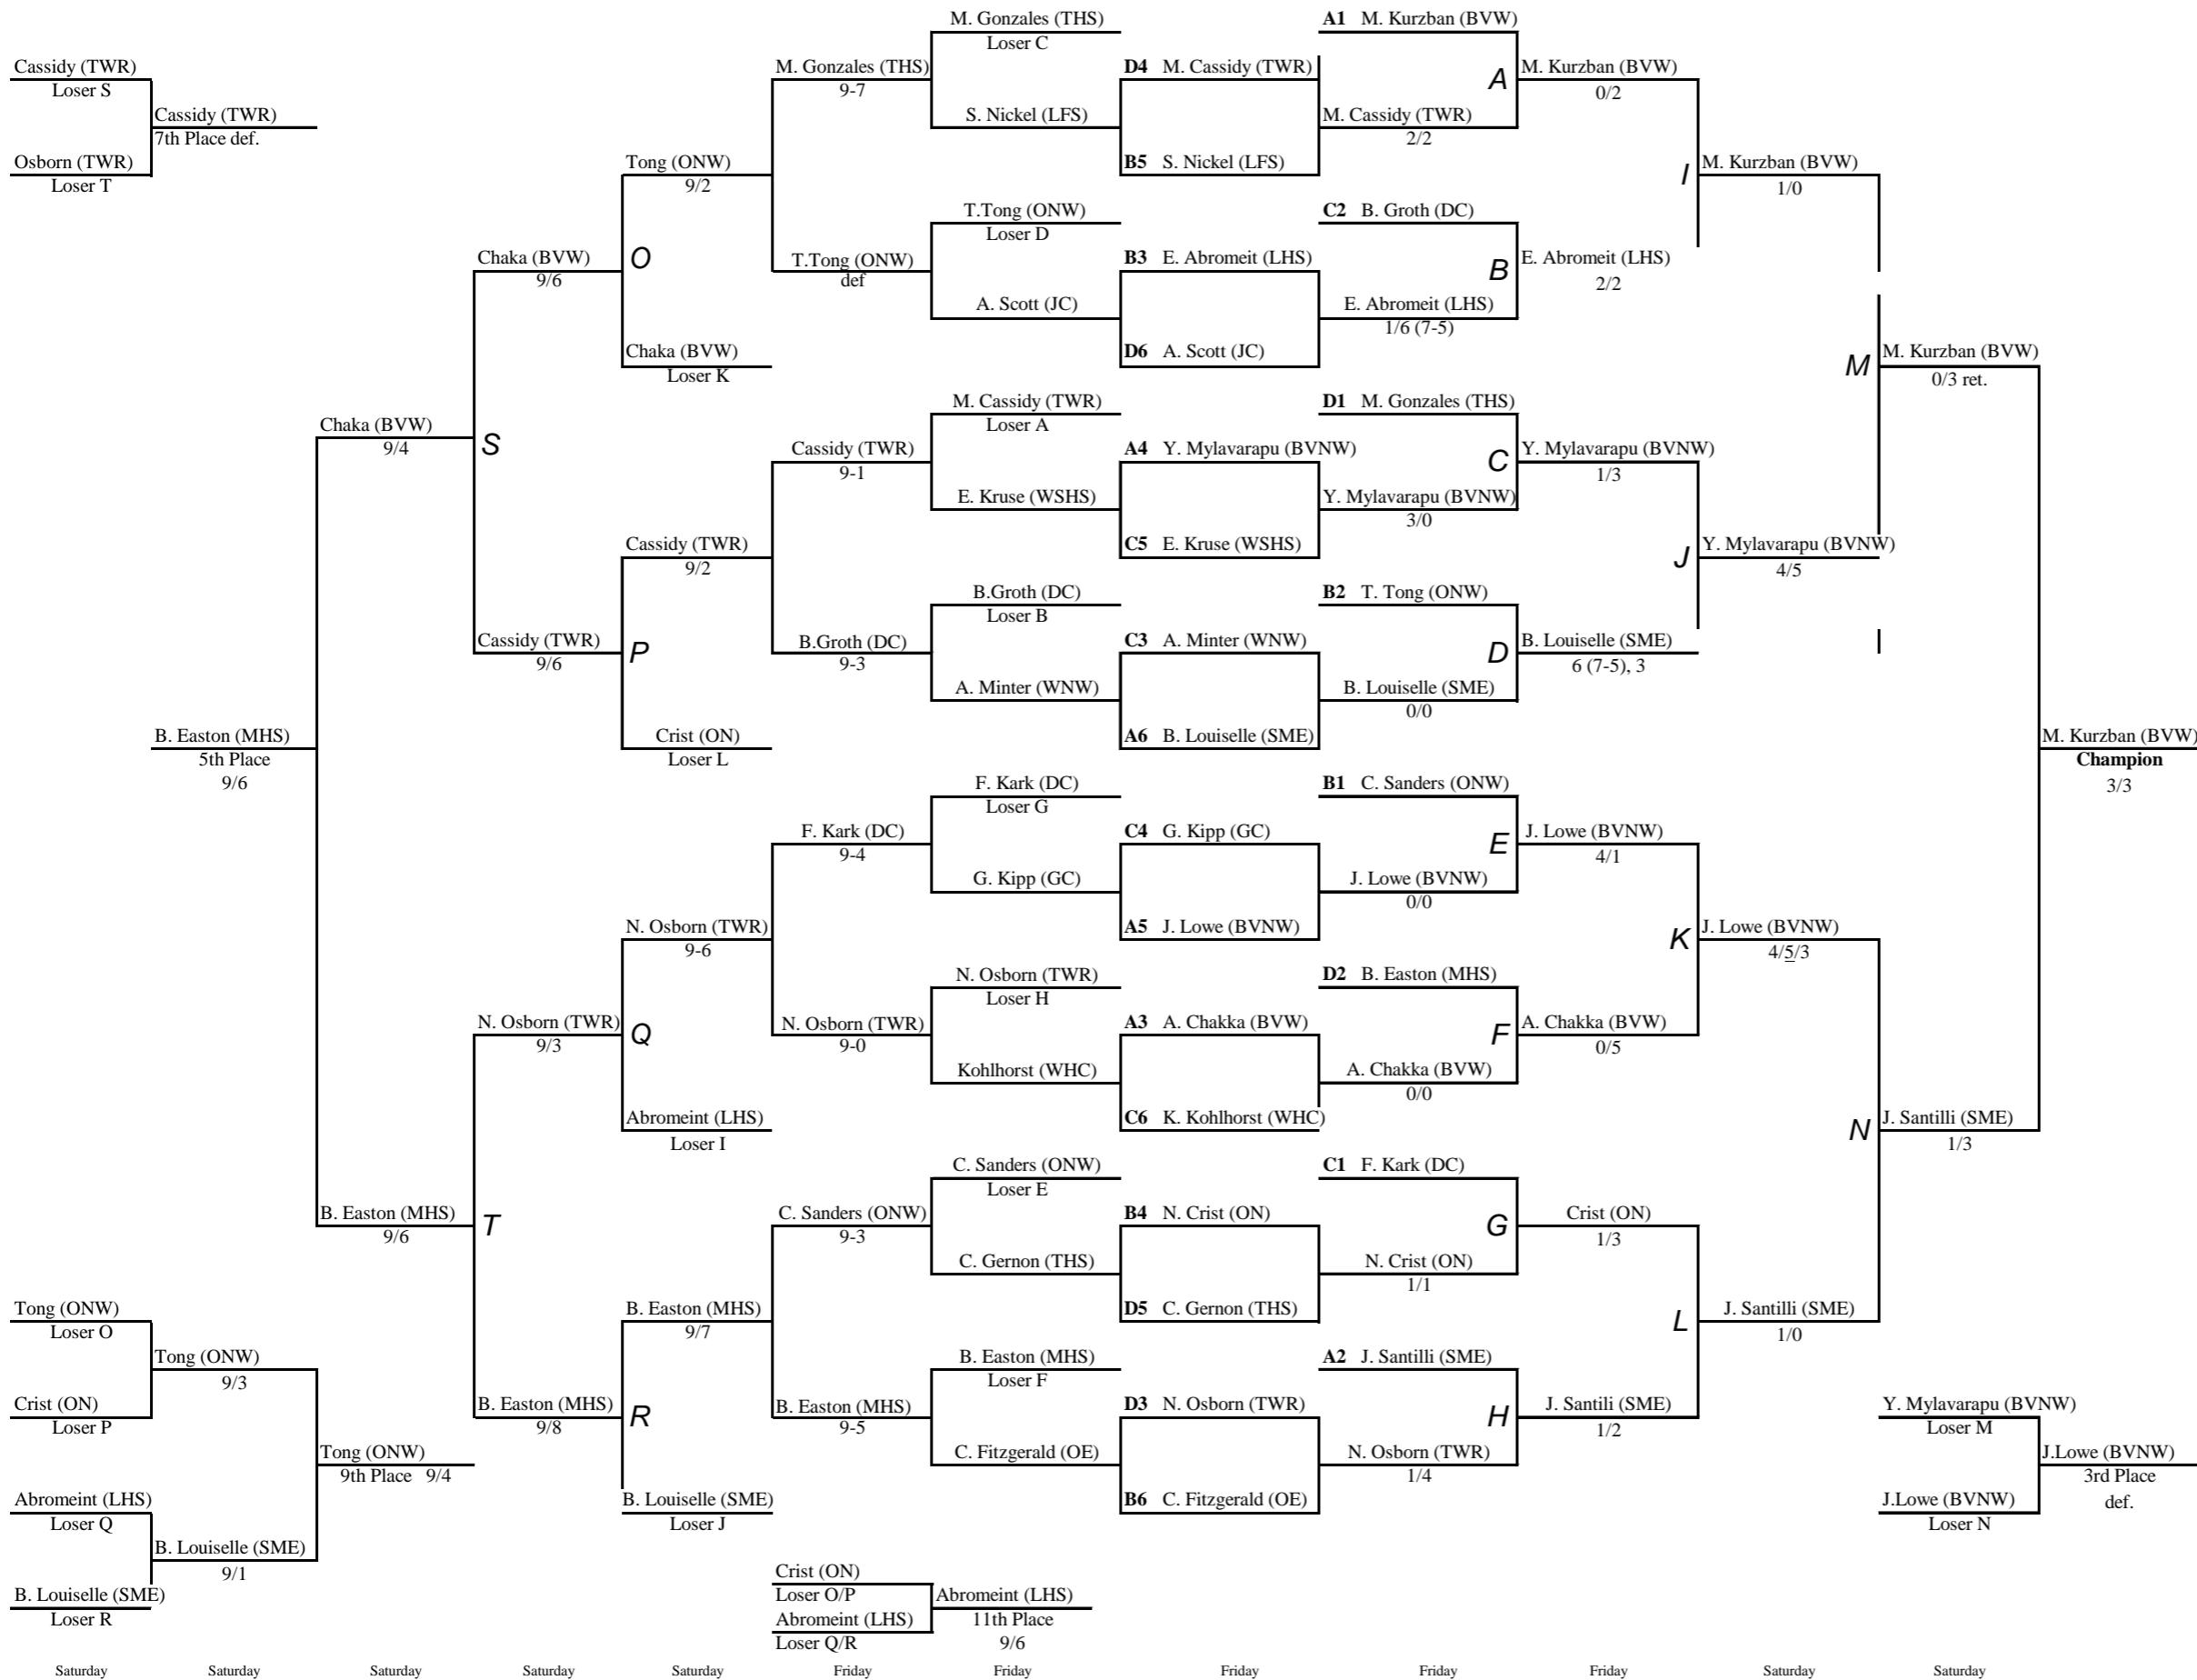 M. Gonzales (THS)
Loser C
A1 M. Kurzban (BVW)
Cassidy (TWR)
Loser S
M. Gonzales (THS)
9-7
D4 M. Cassidy (TWR)
A
M. Kurzban (BVW)
0/2
Cassidy (TWR)
7th Place def.
S. Nickel (LFS)
M. Cassidy (TWR)
2/2
Osborn (TWR)
Loser T
Tong (ONW)
9/2
B5 S. Nickel (LFS)
I
M. Kurzban (BVW)
1/0
T.Tong (ONW)
Loser D
C2 B. Groth (DC)
Chaka (BVW)
9/6
O
T.Tong (ONW)
def
B3 E. Abromeit (LHS)
B
E. Abromeit (LHS)
2/2
A. Scott (JC)
E. Abromeit (LHS)
1/6 (7-5)
Chaka (BVW)
Loser K
D6 A. Scott (JC)
M
M. Kurzban (BVW)
0/3 ret.
M. Cassidy (TWR)
Loser A
D1 M. Gonzales (THS)
Chaka (BVW)
9/4
S
Cassidy (TWR)
9-1
A4 Y. Mylavarapu (BVNW)
C
Y. Mylavarapu (BVNW)
1/3
E. Kruse (WSHS)
Y. Mylavarapu (BVNW)
3/0
Cassidy (TWR)
9/2
C5 E. Kruse (WSHS)
J
Y. Mylavarapu (BVNW)
4/5
B.Groth (DC)
Loser B
B2 T. Tong (ONW)
Cassidy (TWR)
9/6
P
B.Groth (DC)
9-3
C3 A. Minter (WNW)
D
B. Louiselle (SME)
6 (7-5), 3
A. Minter (WNW)
B. Louiselle (SME)
0/0
B. Easton (MHS)
5th Place
9/6
Crist (ON)
Loser L
A6 B. Louiselle (SME)
M. Kurzban (BVW)
Champion
3/3
F. Kark (DC)
Loser G
B1 C. Sanders (ONW)
F. Kark (DC)
9-4
C4 G. Kipp (GC)
E
J. Lowe (BVNW)
4/1
G. Kipp (GC)
J. Lowe (BVNW)
0/0
N. Osborn (TWR)
9-6
A5 J. Lowe (BVNW)
K
J. Lowe (BVNW)
4/5/3
N. Osborn (TWR)
Loser H
D2 B. Easton (MHS)
N. Osborn (TWR)
9/3
Q
N. Osborn (TWR)
9-0
A3 A. Chakka (BVW)
F
A. Chakka (BVW)
0/5
Kohlhorst (WHC)
A. Chakka (BVW)
0/0
Abromeint (LHS)
Loser I
C6 K. Kohlhorst (WHC)
N
J. Santilli (SME)
1/3
C. Sanders (ONW)
Loser E
C1 F. Kark (DC)
B. Easton (MHS)
9/6
T
C. Sanders (ONW)
9-3
B4 N. Crist (ON)
G
Crist (ON)
1/3
C. Gernon (THS)
N. Crist (ON)
1/1
Tong (ONW)
Loser O
B. Easton (MHS)
9/7
D5 C. Gernon (THS)
L
J. Santilli (SME)
1/0
Tong (ONW)
9/3
B. Easton (MHS)
Loser F
A2 J. Santilli (SME)
Crist (ON)
Loser P
B. Easton (MHS)
9/8
R
B. Easton (MHS)
9-5
D3 N. Osborn (TWR)
H
J. Santili (SME)
1/2
Y. Mylavarapu (BVNW)
Loser M
Tong (ONW)
9th Place 9/4
C. Fitzgerald (OE)
N. Osborn (TWR)
1/4
J.Lowe (BVNW)
3rd Place
def.
Abromeint (LHS)
Loser Q
B. Louiselle (SME)
Loser J
B6 C. Fitzgerald (OE)
J.Lowe (BVNW)
Loser N
B. Louiselle (SME)
9/1
B. Louiselle (SME)
Loser R
Crist (ON)
Loser O/P
Abromeint (LHS)
11th Place
9/6
Abromeint (LHS)
Loser Q/R
Saturday Saturday Saturday Saturday Saturday Friday Friday Friday Friday Friday Saturday Saturday